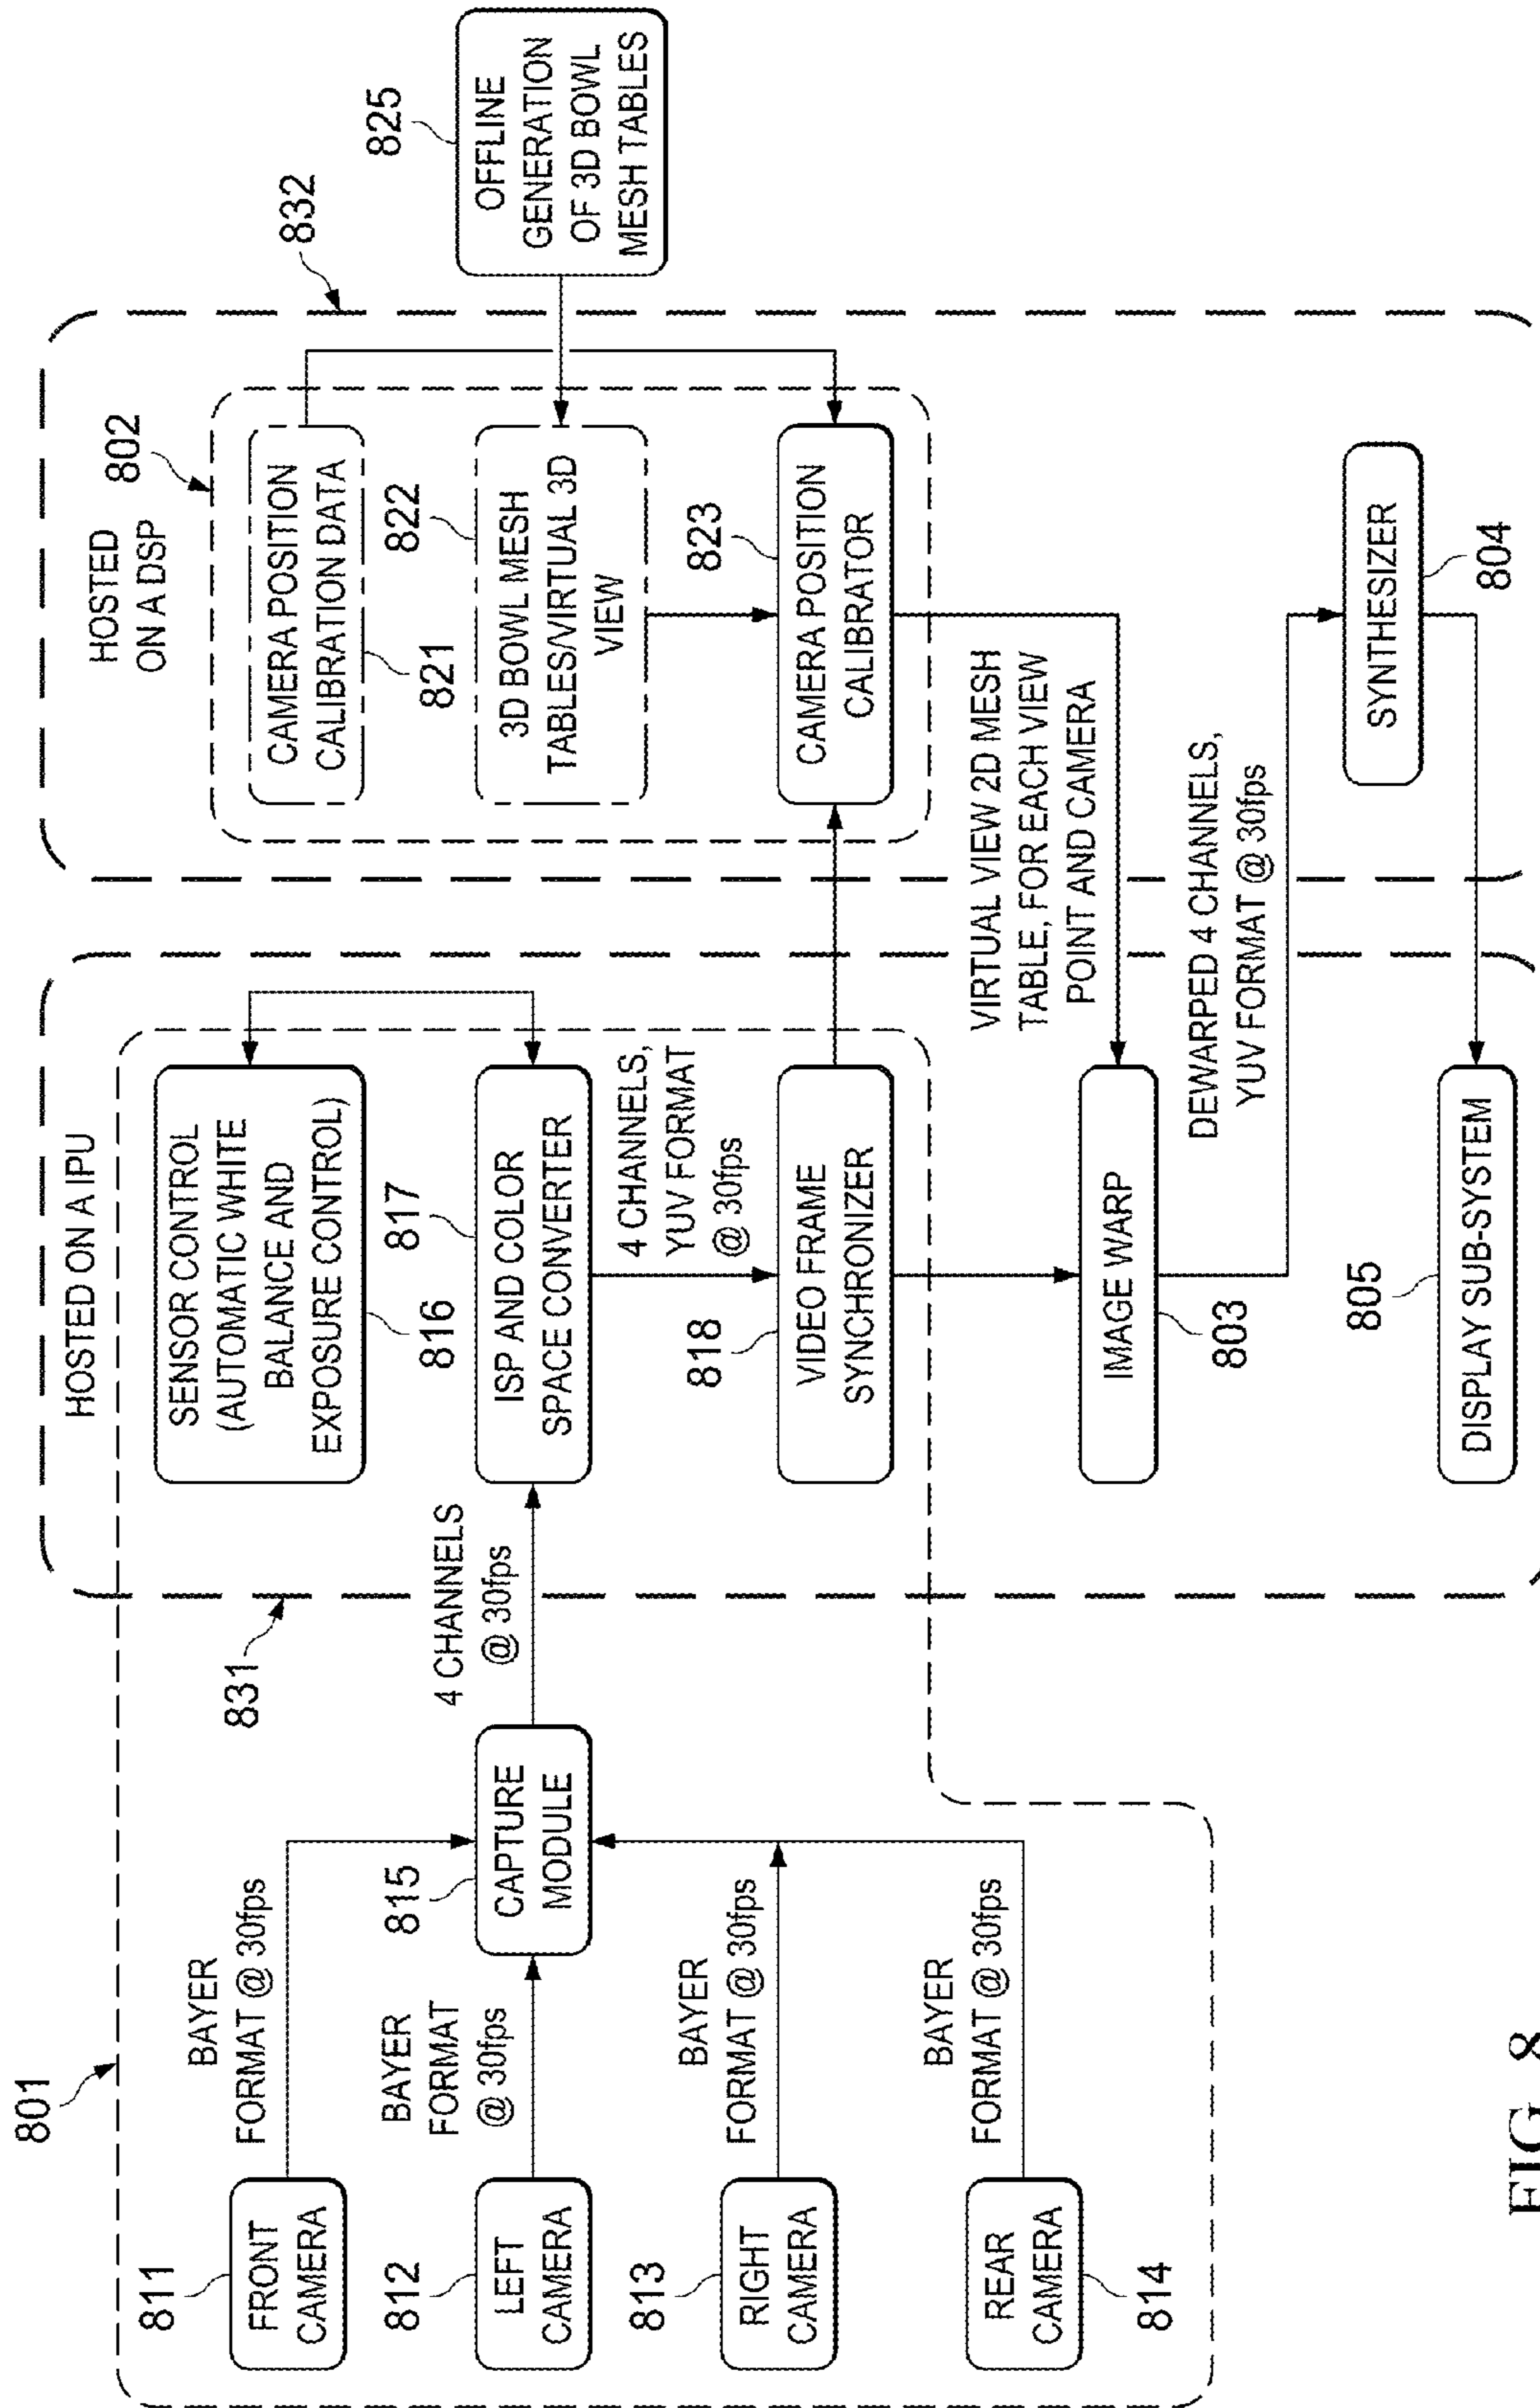 801
811
FRONT
CAMERA
812
LEFT
CAMERA
813
RIGHT
CAMERA
REAR
CAMERA
814
BAYER
FORMAT @ 30fps
BAYER
FORMAT
@ 30fps
BAYER
FORMAT @ 30fps
BAYER
FORMAT @ 30fps
815
CAPTURE
MODULE
4 CHANNELS
@ 30fps
831
HOSTED ON A IPU
SENSOR CONTROL
(AUTOMATIC WHITE
BALANCE AND
EXPOSURE CONTROL)
816
817
ISP AND COLOR
SPACE CONVERTER
4 CHANNELS,
YUV FORMAT
@ 30fps
818
VIDEO FRAME
SYNCHRONIZER
IMAGE WARP
803
805
DISPLAY SUB-SYSTEM
VIRTUAL VIEW 2D MESH
TABLE, FOR EACH VIEW
POINT AND CAMERA
DEWARPED 4 CHANNELS,
YUV FORMAT @ 30fps
HOSTED
ON A DSP
802
832
CAMERA POSITION
CALIBRATION DATA
821
822
3D BOWL MESH
TABLES/VIRTUAL 3D
VIEW
823
CAMERA POSITION
CALIBRATOR
SYNTHESIZER
804
825
OFFLINE
GENERATION
OF 3D BOWL
MESH TABLES
FIG. 8